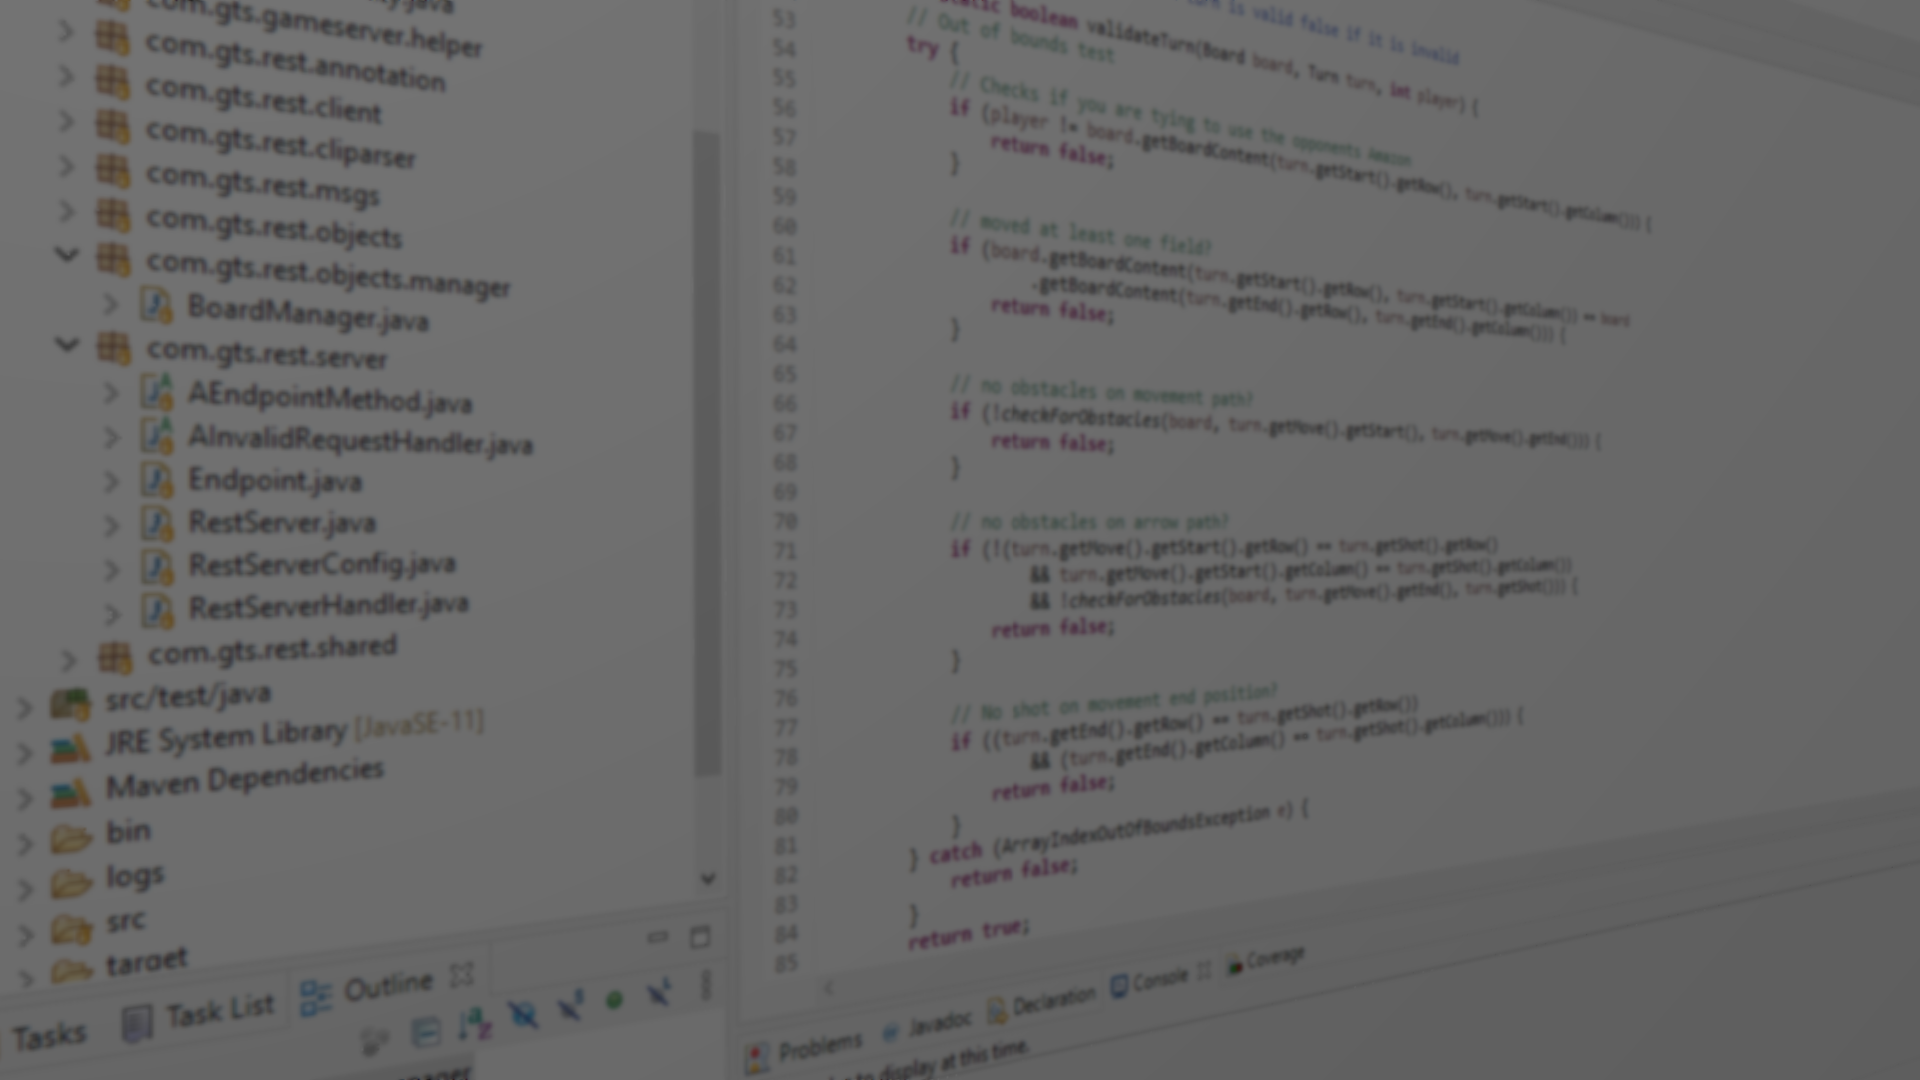 .java
com.gts.gameserver.helper
com.gts.rest.annotation
com.gts.rest.client
com.gts.rest.cliparser
com.gts.rest.msgs
com.gts.rest.objects
com.gts.rest.objects.manager
BoardManager.java
com.gts.rest.server
AEndpointMethod.java
AInvalidRequestHandler.java
Endpoint.java
RestServer.java
RestServerConfig.java
RestServerHandler.java
com.gts.rest.shared
src/test/java
JRE System Library [JavaSE-11]
Maven Dependencies
bin
logs
src
target
Tasks
Task List
Outline
is valid false if it is invalid
53 static boolean validateTurn(Board board, Turn turn, int player) {
54 // Out of bounds test
55 try {
56 // Checks if you are tying to use the opponents Amazon
57 if (player != board.getBoardContent(turn.getStart().getRow(), turn.getStart().getColumn())) {
58 return false;
59 }
60
61 // moved at least one field?
62 if (board.getBoardContent(turn.getStart().getRow(), turn.getStart().getColumn()) == board
63 .getBoardContent(turn.getEnd().getRow(), turn.getEnd().getColumn())) {
64 return false;
65 }
66 // no obstacles on movement path?
67 if (!checkForObstacles(board, turn.getMove().getStart(), turn.getMove().getEnd())) {
68 return false;
69 }
70
71 // no obstacles on arrow path?
72 if (!(turn.getMove().getStart().getRow() == turn.getShot().getRow()
73 && turn.getMove().getStart().getColumn() == turn.getShot().getColumn())
74 && !checkForObstacles(board, turn.getMove().getEnd(), turn.getShot())) {
75 return false;
76 }
77 // No shot on movement end position?
78 if ((turn.getEnd().getRow() == turn.getShot().getRow())
79 && (turn.getEnd().getColumn() == turn.getShot().getColumn())) {
80 return false;
81 }
82 } catch (ArrayIndexOutOfBoundsException e) {
83 return false;
84 }
85 return true;
Problems
Javadoc
Declaration
Console
Coverage
to display at this time.